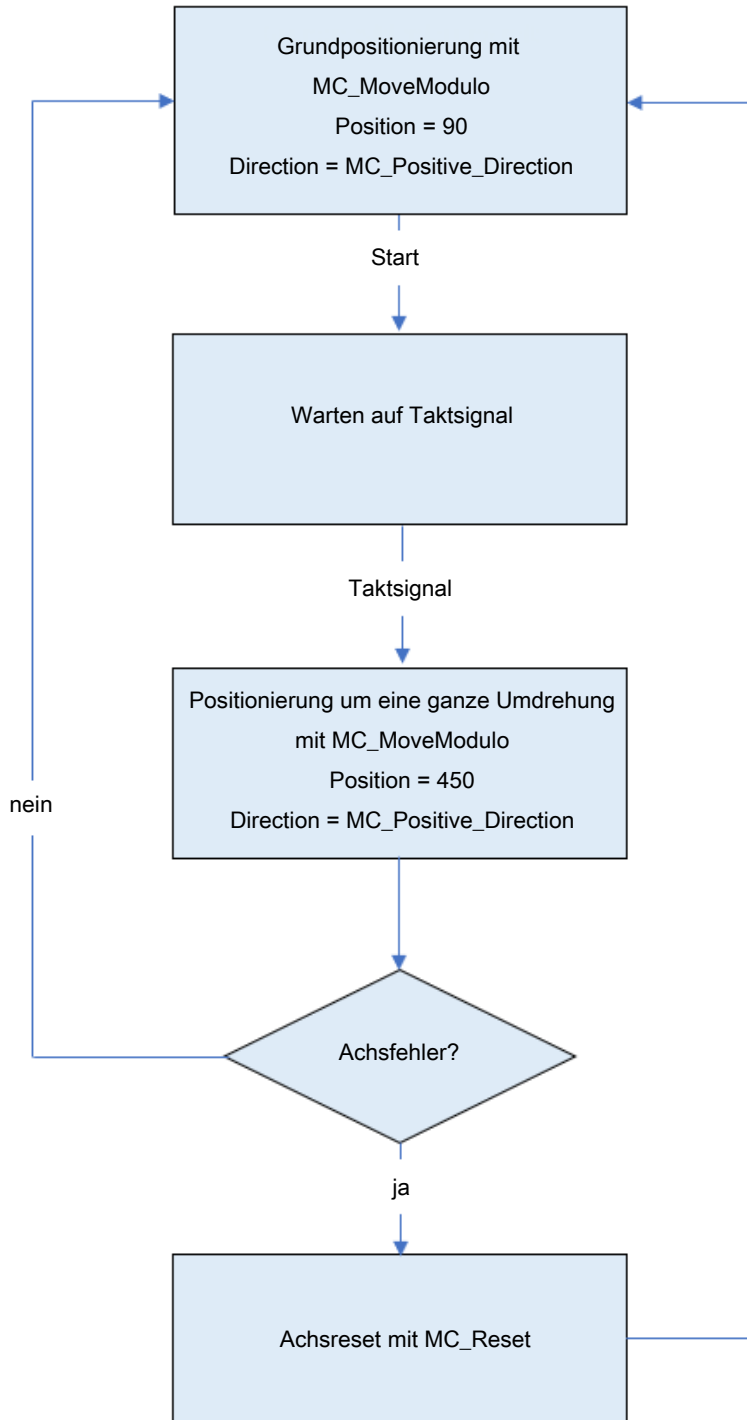 Grundpositionierung mit
MC_MoveModulo
Position = 90
Direction = MC_Positive_Direction
Start
Warten auf Taktsignal
Taktsignal
Positionierung um eine ganze Umdrehung
mit MC_MoveModulo
Position = 450
Direction = MC_Positive_Direction
nein
Achsfehler?
ja
Achsreset mit MC_Reset